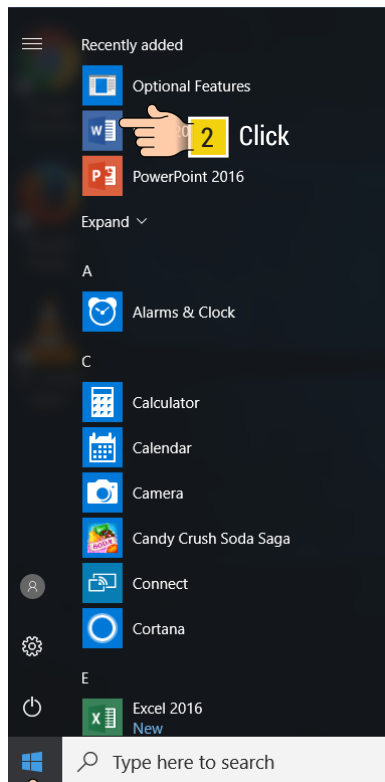 Recently added
Optional Features
2 Click
PowerPoint 2016
Expand
A
Alarms & Clock
C
Calculator
Calendar
Camera
Candy Crush Soda Saga
Connect
Cortana
E
Excel 2016
New
Type here to search